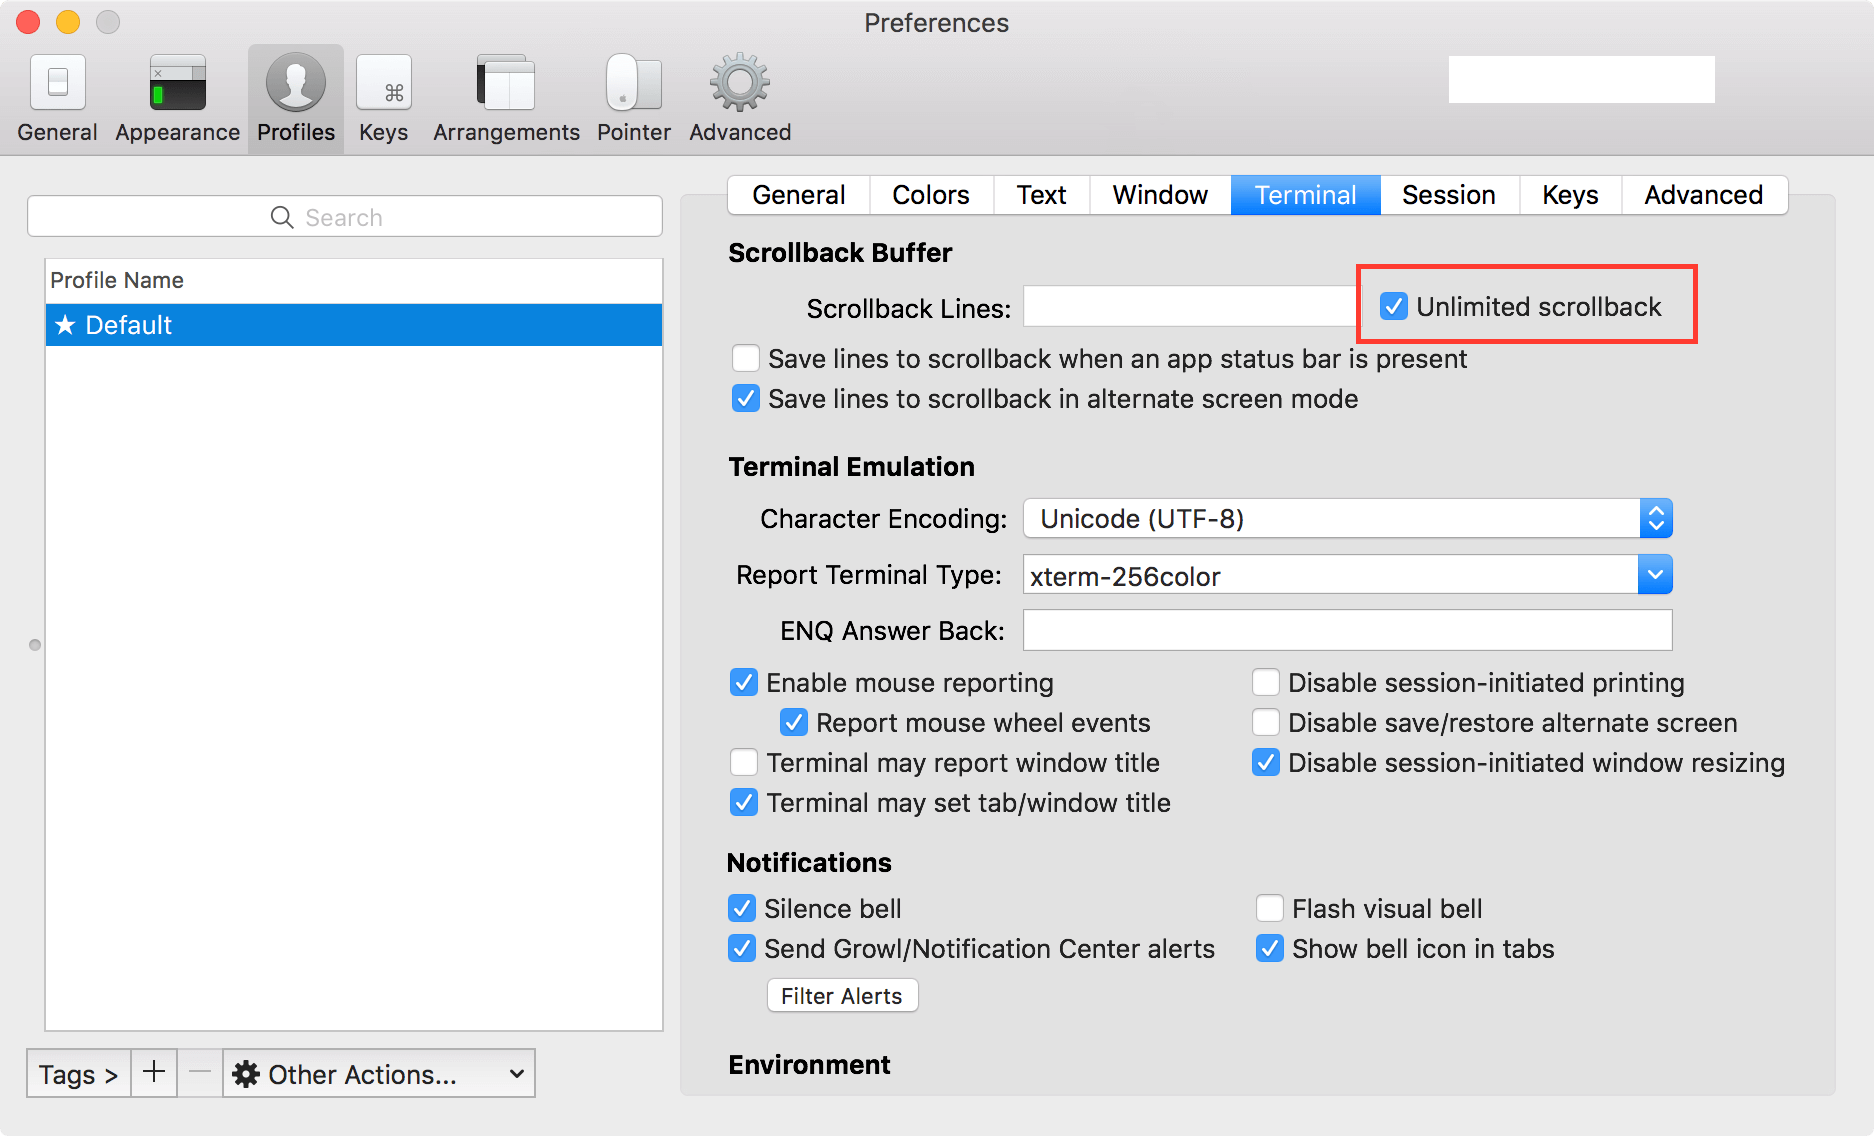 Preferences
General Appearance Profiles Keys Arrangements Pointer Advanced
Search
Profile Name
★ Default
Tags > + — Other Actions...
General Colors Text Window Terminal Session Keys Advanced
Scrollback Buffer
Scrollback Lines: Unlimited scrollback
Save lines to scrollback when an app status bar is present
Save lines to scrollback in alternate screen mode
Terminal Emulation
Character Encoding: Unicode (UTF-8)
Report Terminal Type: xterm-256color
ENQ Answer Back:
Enable mouse reporting Disable session-initiated printing
Report mouse wheel events Disable save/restore alternate screen
Terminal may report window title Disable session-initiated window resizing
Terminal may set tab/window title
Notifications
Silence bell Flash visual bell
Send Growl/Notification Center alerts Show bell icon in tabs
Filter Alerts
Environment